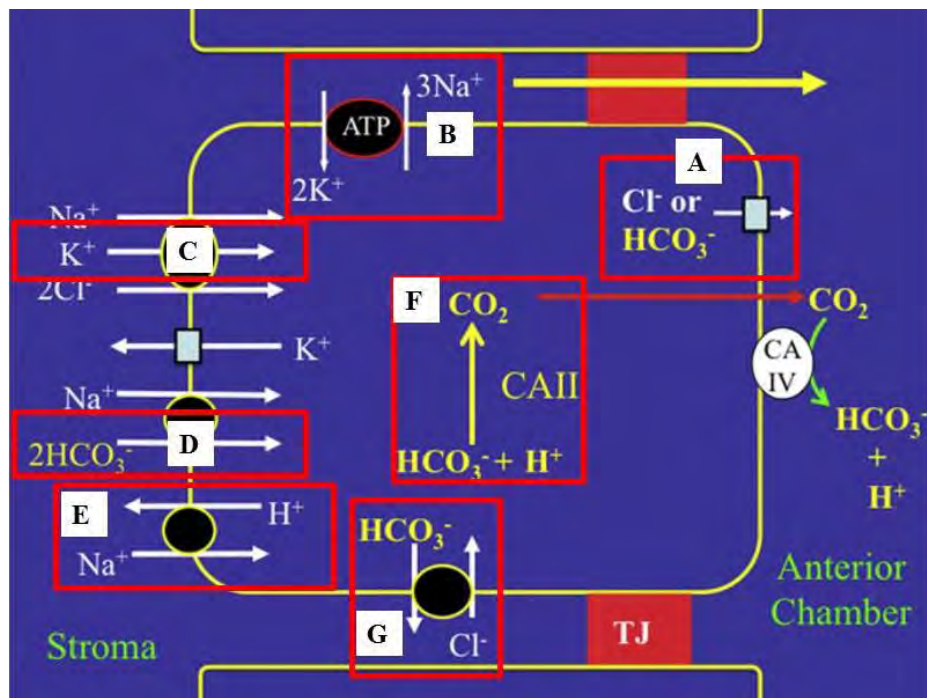 3Na⁺
B
ATP
2K⁺
A
Cl⁻ or
HCO₃⁻
Na⁺
K⁺
C
2Cl⁻
K⁺
F
CO₂
CAII
HCO₃⁻ + H⁺
CO₂
CA
IV
HCO₃⁻
+
H⁺
Na⁺
2HCO₃⁻
D
E
H⁺
Na⁺
HCO₃⁻
G
Cl⁻
TJ
Stroma
Anterior
Chamber